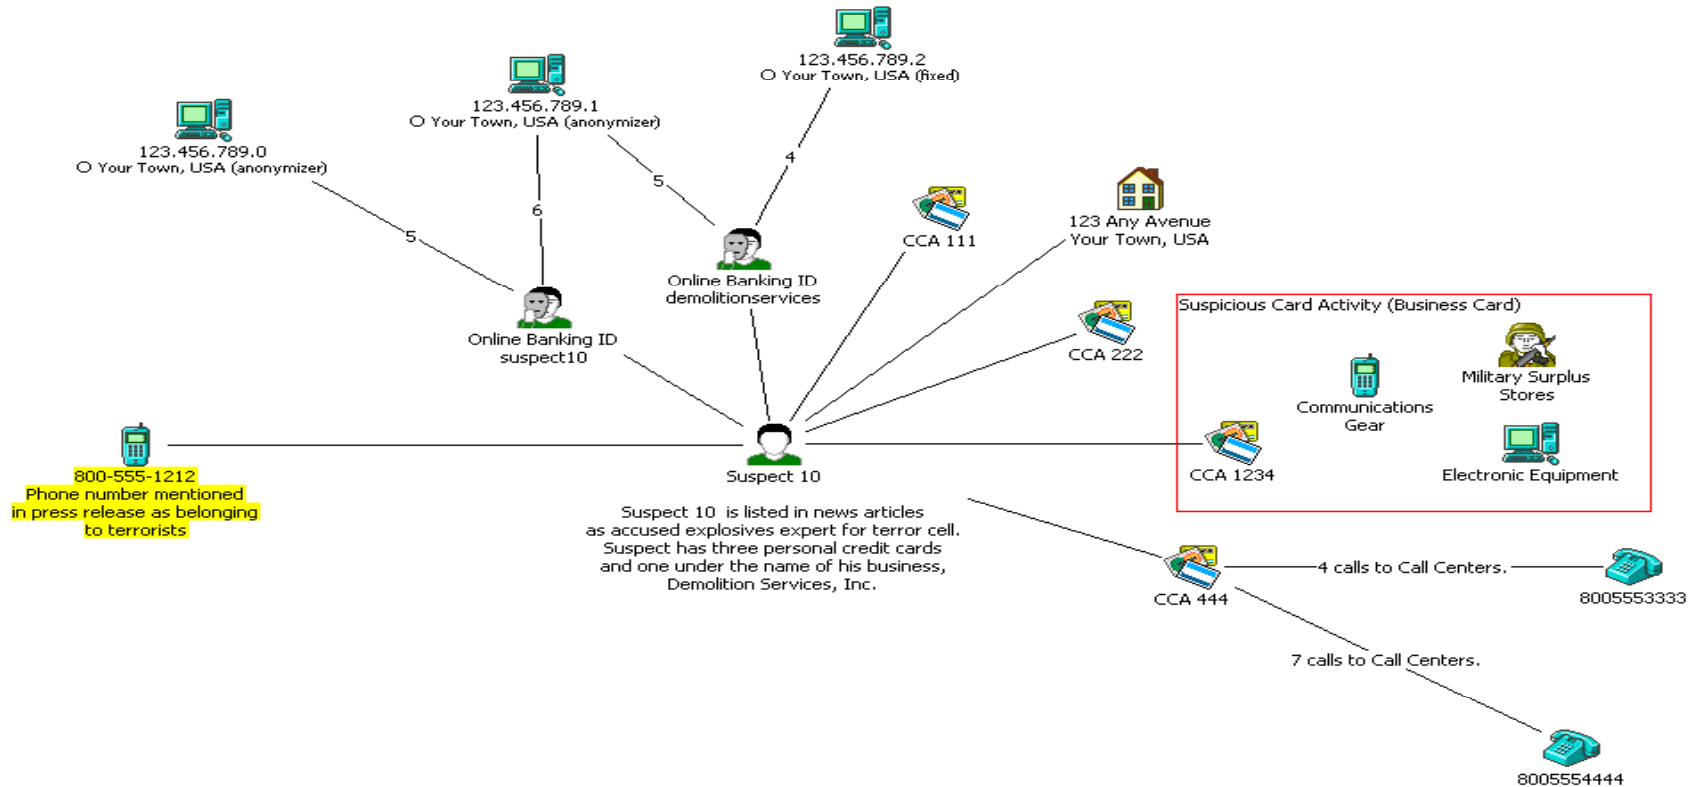 123.456.789.2
O Your Town, USA (fixed)
123.456.789.1
O Your Town, USA (anonymizer)
123.456.789.0
O Your Town, USA (anonymizer)
4
5
6
5
CCA 111
123 Any Avenue
Your Town, USA
Online Banking ID
demolitionservices
Online Banking ID
suspect10
CCA 222
Suspicious Card Activity (Business Card)
Military Surplus
Stores
Communications
Gear
Electronic Equipment
CCA 1234
800-555-1212
Phone number mentioned
in press release as belonging
to terrorists
Suspect 10
Suspect 10 is listed in news articles
as accused explosives expert for terror cell.
Suspect has three personal credit cards
and one under the name of his business,
Demolition Services, Inc.
CCA 444
4 calls to Call Centers.
8005553333
7 calls to Call Centers.
8005554444